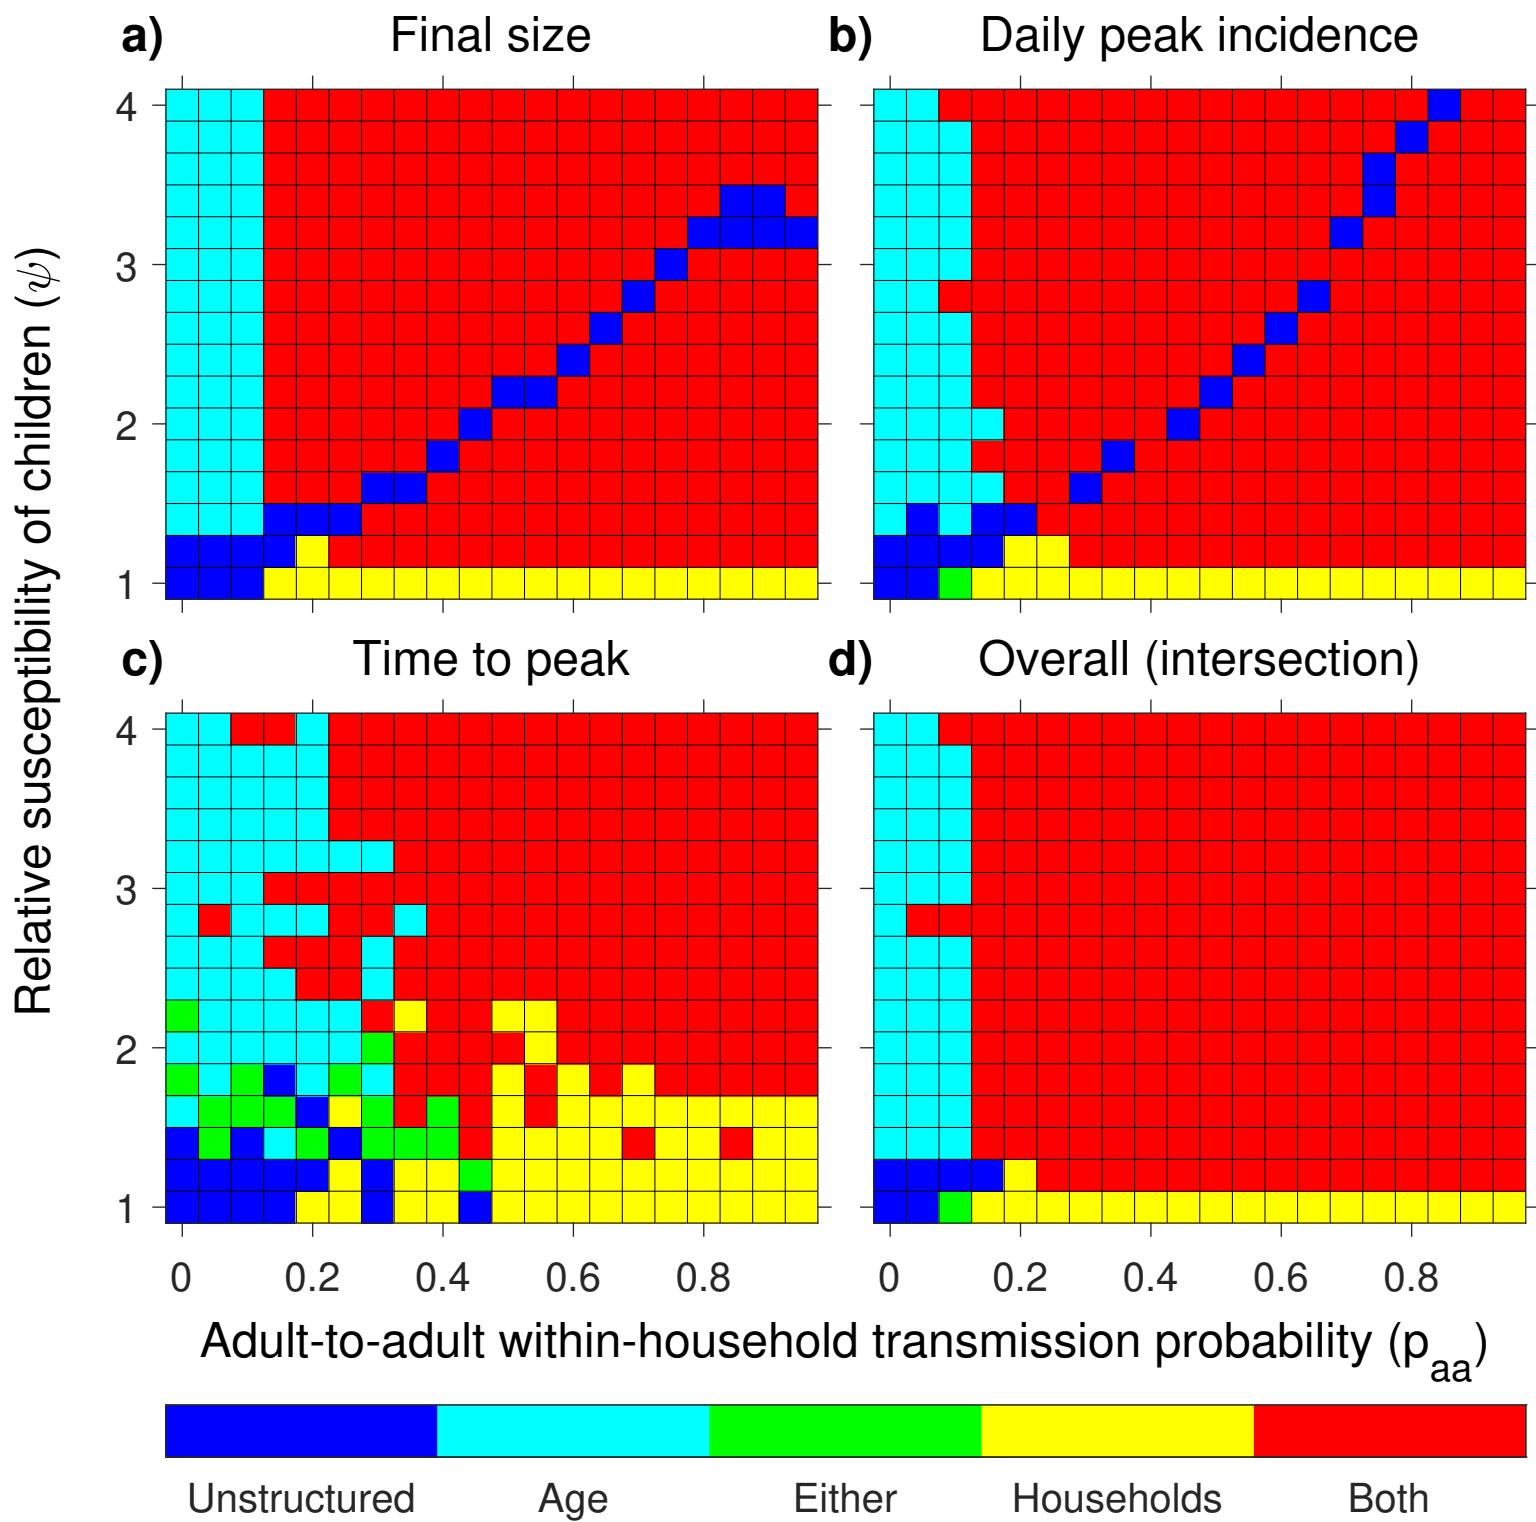 a) Final size
b) Daily peak incidence
4
3
2
1
Relative susceptibility of children (ψ)
c) Time to peak
d) Overall (intersection)
4
3
2
1
0 0.2 0.4 0.6 0.8
0 0.2 0.4 0.6 0.8
Adult-to-adult within-household transmission probability (paa)
Unstructured Age Either Households Both